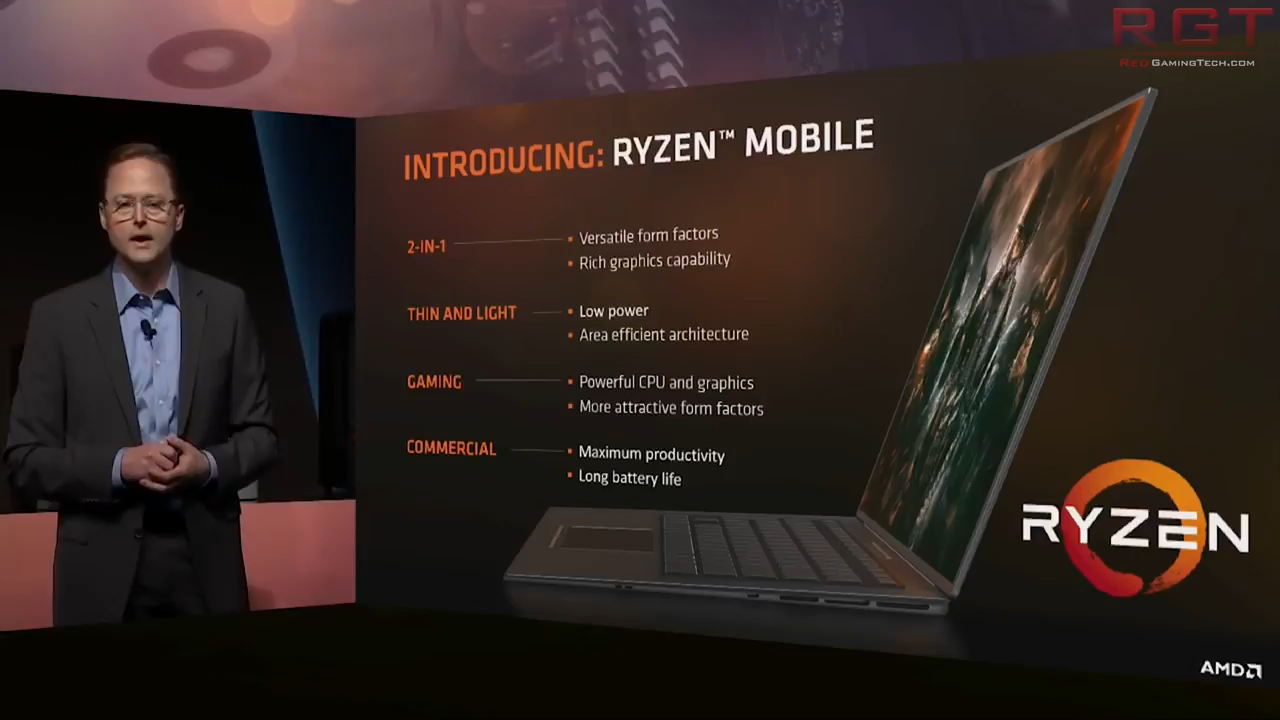 RGT
REDGAMINGTECH.COM
INTRODUCING: RYZEN™ MOBILE
2-IN-1
▪ Versatile form factors
▪ Rich graphics capability
THIN AND LIGHT
▪ Low power
▪ Area efficient architecture
GAMING
▪ Powerful CPU and graphics
▪ More attractive form factors
COMMERCIAL
▪ Maximum productivity
▪ Long battery life
RYZEN
AMD